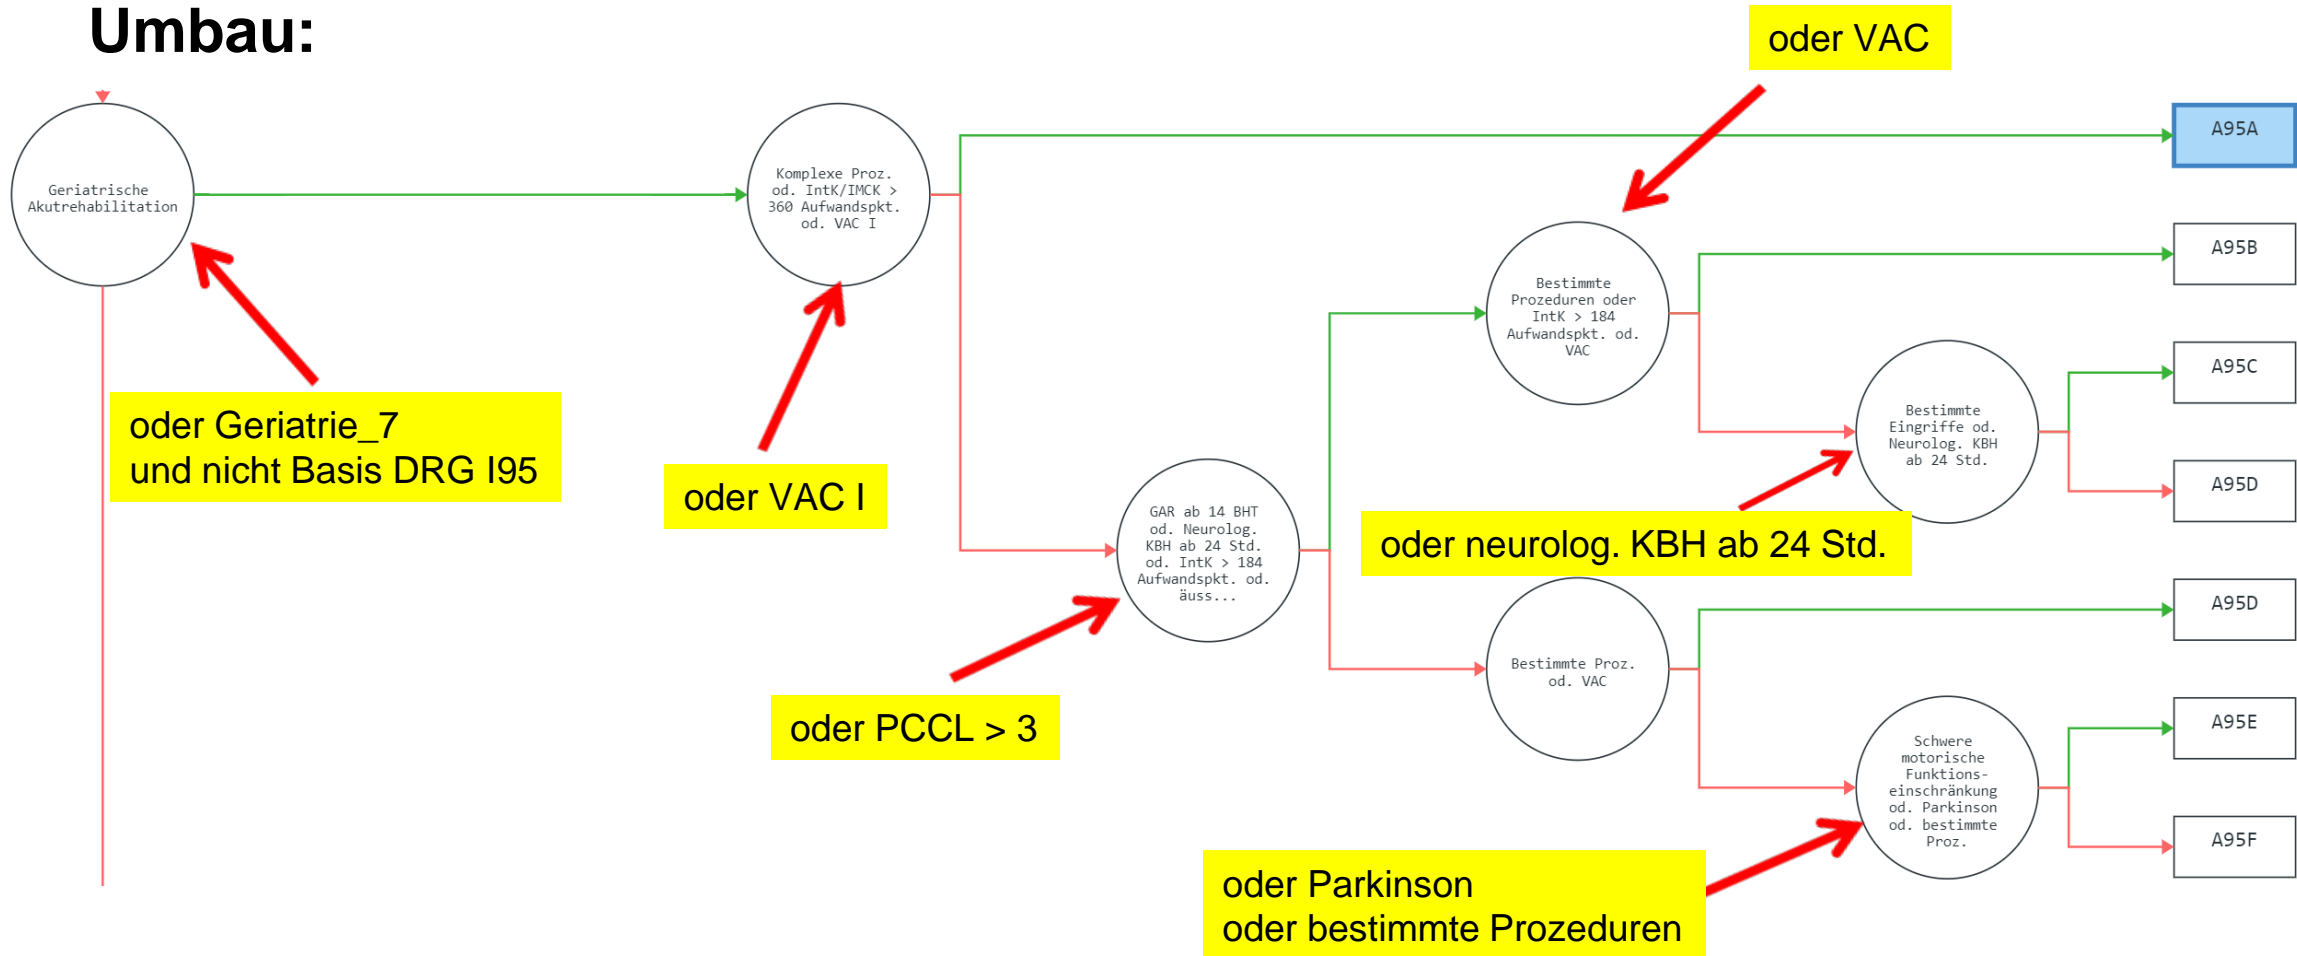 Umbau:
oder VAC
Geriatrische
Akutrehabilitation
Komplexe Proz.
od. IntK/IMCK >
360 Aufwandspkt.
od. VAC I
A95A
A95B
Bestimmte
Prozeduren oder
IntK > 184
Aufwandspkt. od.
VAC
A95C
oder Geriatrie_7
und nicht Basis DRG I95
Bestimmte
Eingriffe od.
Neurolog. KBH
ab 24 Std.
oder VAC I
A95D
GAR ab 14 BHT
od. Neurolog.
KBH ab 24 Std.
od. IntK > 184
Aufwandspkt. od.
äuss...
oder neurolog. KBH ab 24 Std.
A95D
Bestimmte Proz.
od. VAC
oder PCCL > 3
A95E
Schwere
motorische
Funktions-
einschränkung
od. Parkinson
od. bestimmte
Proz.
A95F
oder Parkinson
oder bestimmte Prozeduren